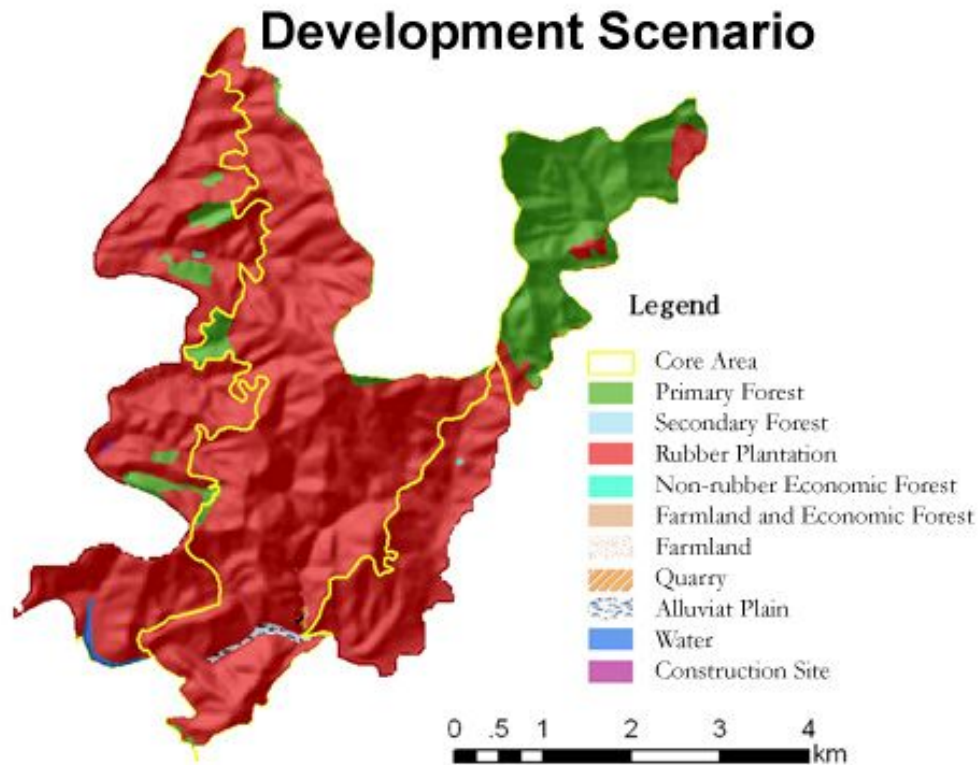 Development Scenario
Legend
Core Area
Primary Forest
Secondary Forest
Rubber Plantation
Non-rubber Economic Forest
Farmland and Economic Forest
Farmland
Quarry
Alluviat Plain
Water
Construction Site
0 .5 1 2 3 4
km